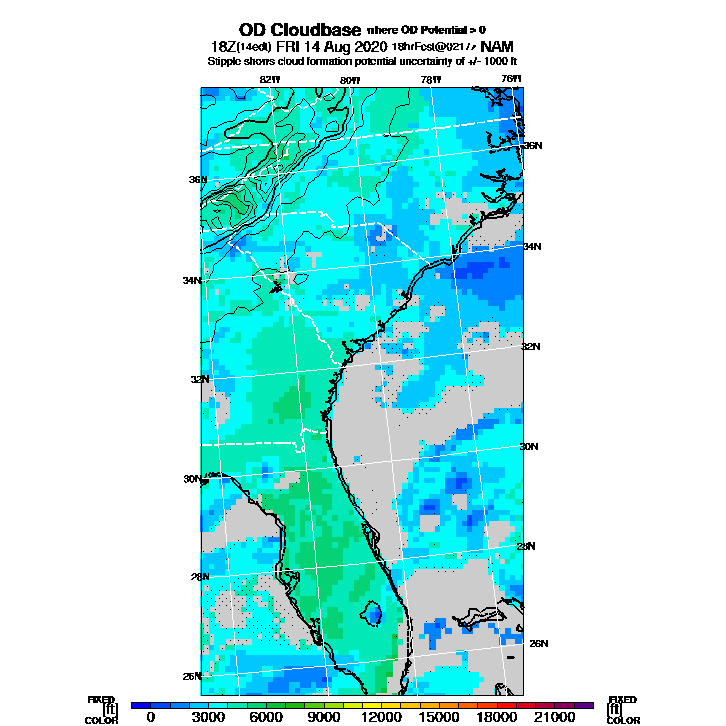 OD Cloudbase where OD Potential > 0
18Z(14edt) FRI 14 Aug 2020 18hrFcst@0217z NAM
Stipple shows cloud formation potential uncertainty of +/- 1000 ft
82W 80W 78W 76W
36N 36N
34N 34N
32N 32N
30N 30N
28N 28N
26N 26N
FIXED FIXED
[ft] [ft]
COLOR COLOR
0 3000 6000 9000 12000 15000 18000 21000